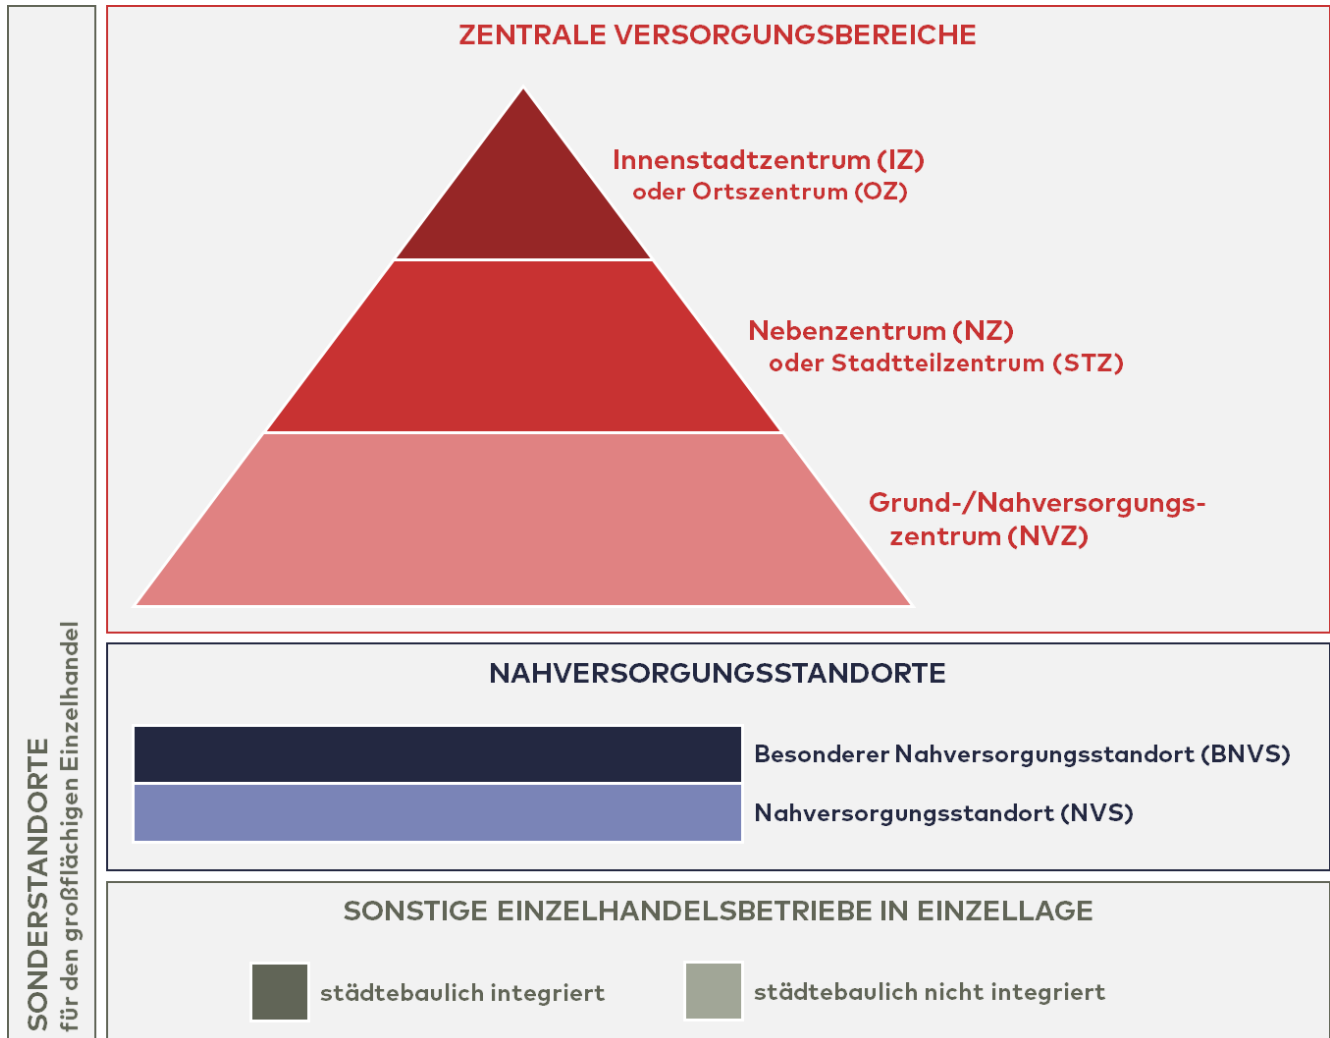 ZENTRALE VERSORGUNGSBEREICHE
Innenstadtzentrum (IZ)
oder Ortszentrum (OZ)
Nebenzentrum (NZ)
oder Stadtteilzentrum (STZ)
Grund-/Nahversorgungs-
zentrum (NVZ)
NAHVERSORGUNGSSTANDORTE
Besonderer Nahversorgungsstandort (BNVS)
Nahversorgungsstandort (NVS)
SONSTIGE EINZELHANDELSBETRIEBE IN EINZELLAGE
städtebaulich integriert
städtebaulich nicht integriert
SONDERSTANDORTE
für den großflächigen Einzelhandel